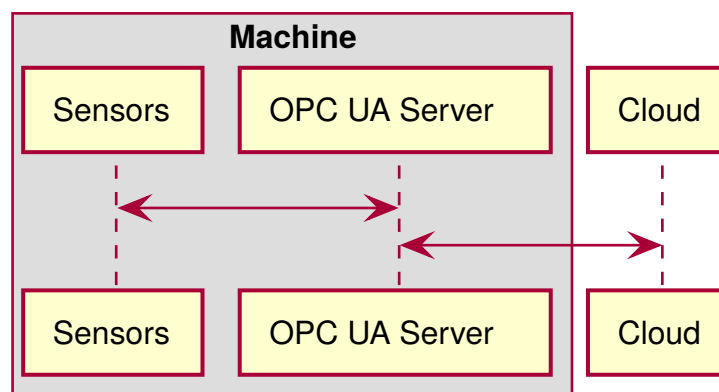 Machine
Sensors
OPC UA Server
Cloud
Sensors
OPC UA Server
Cloud